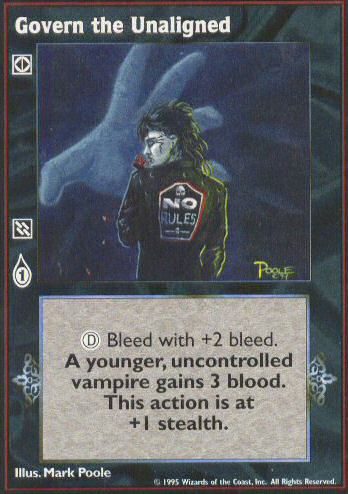 Govern the Unaligned
NO
RULES
POOLE
1
Ⓓ Bleed with +2 bleed.
A younger, uncontrolled
vampire gains 3 blood.
This action is at
+1 stealth.
Illus. Mark Poole
© 1995 Wizards of the Coast, Inc. All Rights Reserved.